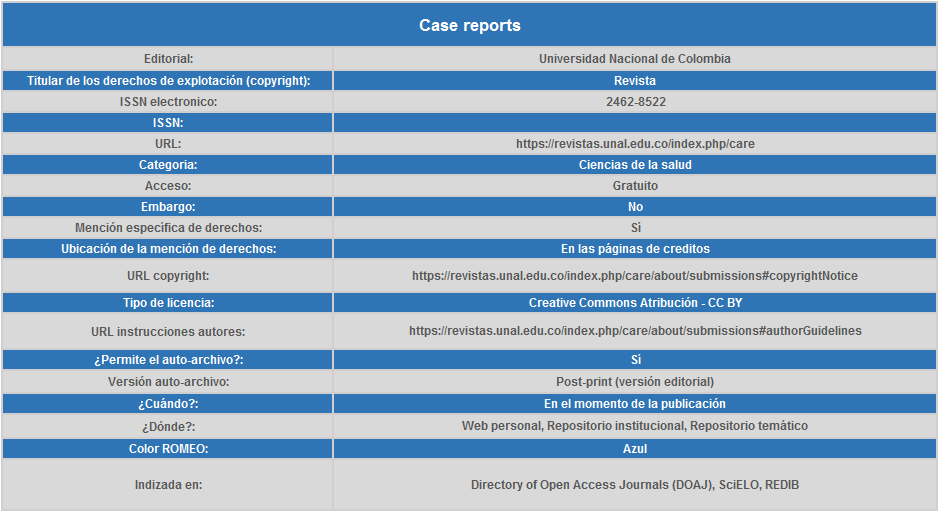 Case reports
Editorial: Universidad Nacional de Colombia
Titular de los derechos de explotación (copyright): Revista
ISSN electronico: 2462-8522
ISSN:
URL: https://revistas.unal.edu.co/index.php/care
Categoria: Ciencias de la salud
Acceso: Gratuito
Embargo: No
Mención especifica de derechos: Sí
Ubicación de la mención de derechos: En las páginas de creditos
URL copyright: https://revistas.unal.edu.co/index.php/care/about/submissions#copyrightNotice
Tipo de licencia: Creative Commons Atribución - CC BY
URL instrucciones autores: https://revistas.unal.edu.co/index.php/care/about/submissions#authorGuidelines
¿Permite el auto-archivo?: Sí
Versión auto-archivo: Post-print (versión editorial)
¿Cuándo?: En el momento de la publicación
¿Dónde?: Web personal, Repositorio institucional, Repositorio temático
Color ROMEO: Azul
Indizada en: Directory of Open Access Journals (DOAJ), SciELO, REDIB